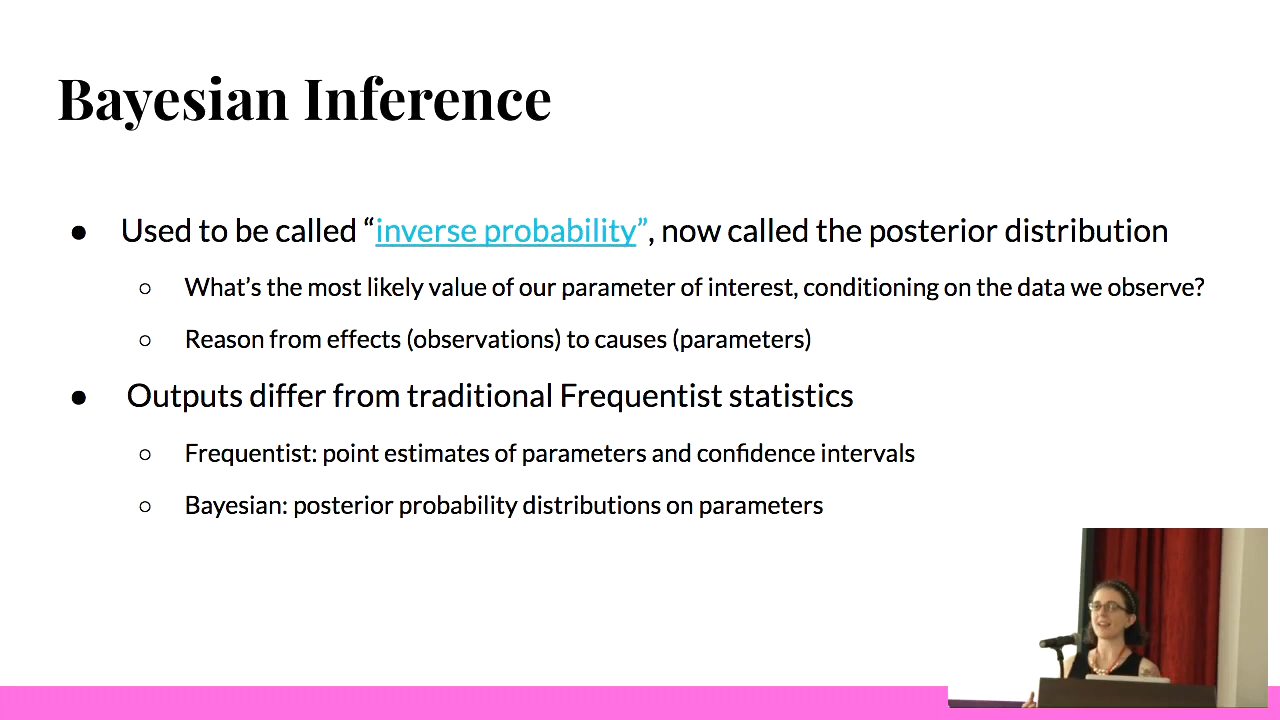 Bayesian Inference
● Used to be called “inverse probability”, now called the posterior distribution
○ What’s the most likely value of our parameter of interest, conditioning on the data we observe?
○ Reason from effects (observations) to causes (parameters)
● Outputs differ from traditional Frequentist statistics
○ Frequentist: point estimates of parameters and confidence intervals
○ Bayesian: posterior probability distributions on parameters